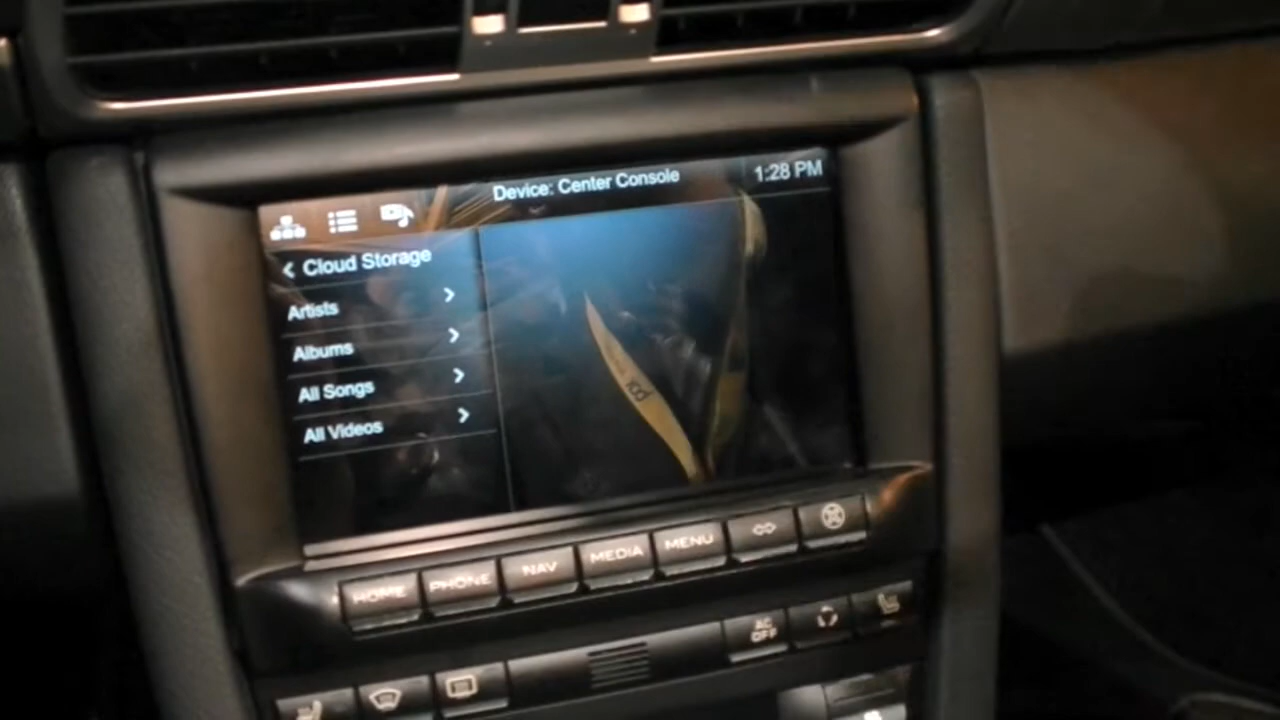 Device: Center Console
1:28 PM
Cloud Storage
Artists
Albums
All Songs
All Videos
HOME
PHONE
NAV
MEDIA
MENU
AC
OFF